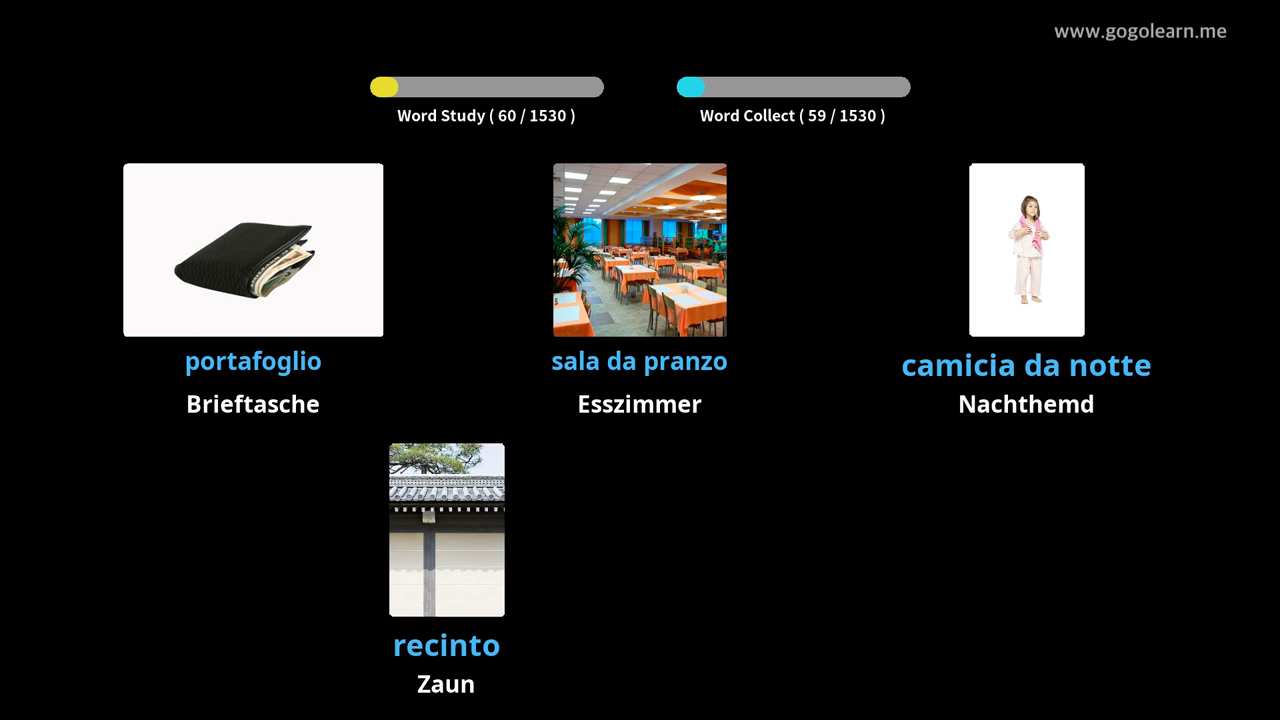 www.gogolearn.me
Word Study ( 60 / 1530 )
Word Collect ( 59 / 1530 )
portafoglio
Brieftasche
sala da pranzo
Esszimmer
camicia da notte
Nachthemd
recinto
Zaun